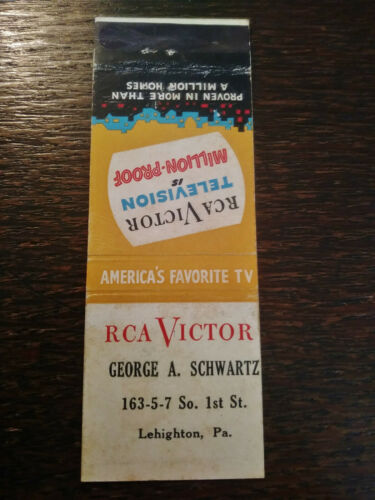 PROVEN IN MORE THAN
A MILLION HOMES
RCA VICTOR
TELEVISION
IS
MILLION-PROOF
AMERICA'S FAVORITE TV
RCA VICTOR
GEORGE A. SCHWARTZ
163-5-7 So. 1st St.
Lehighton, Pa.